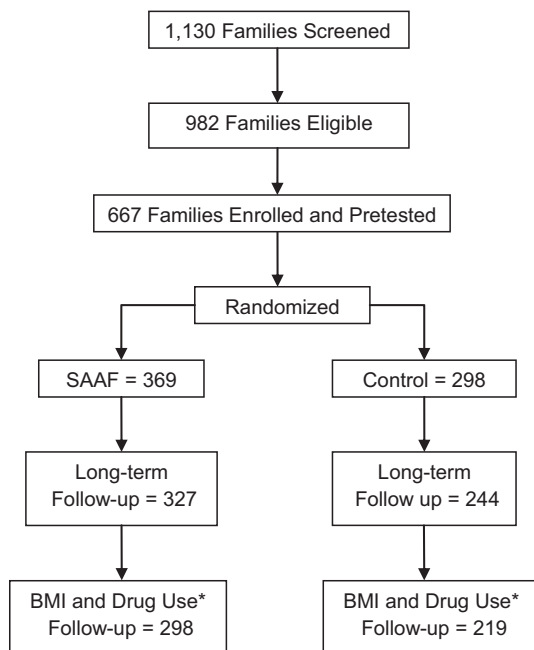 1,130 Families Screened
982 Families Eligible
667 Families Enrolled and Pretested
Randomized
SAAF = 369
Control = 298
Long-term
Follow-up = 327
Long-term
Follow up = 244
BMI and Drug Use*
Follow-up = 298
BMI and Drug Use*
Follow-up = 219